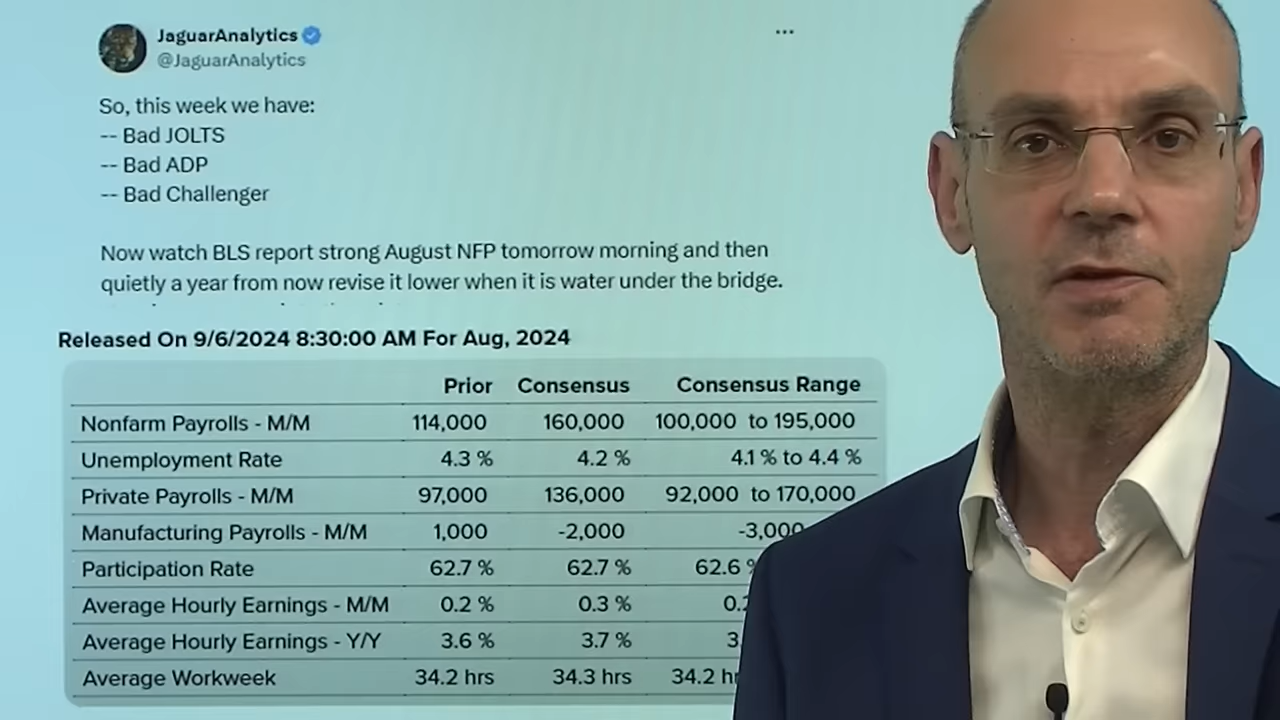 JaguarAnalytics
@JaguarAnalytics
...
So, this week we have:
-- Bad JOLTS
-- Bad ADP
-- Bad Challenger
Now watch BLS report strong August NFP tomorrow morning and then
quietly a year from now revise it lower when it is water under the bridge.
Released On 9/6/2024 8:30:00 AM For Aug, 2024
Prior Consensus Consensus Range
Nonfarm Payrolls - M/M 114,000 160,000 100,000 to 195,000
Unemployment Rate 4.3 % 4.2 % 4.1 % to 4.4 %
Private Payrolls - M/M 97,000 136,000 92,000 to 170,000
Manufacturing Payrolls - M/M 1,000 -2,000 -3,000
Participation Rate 62.7 % 62.7 % 62.6 %
Average Hourly Earnings - M/M 0.2 % 0.3 %
Average Hourly Earnings - Y/Y 3.6 % 3.7 %
Average Workweek 34.2 hrs 34.3 hrs 34.2